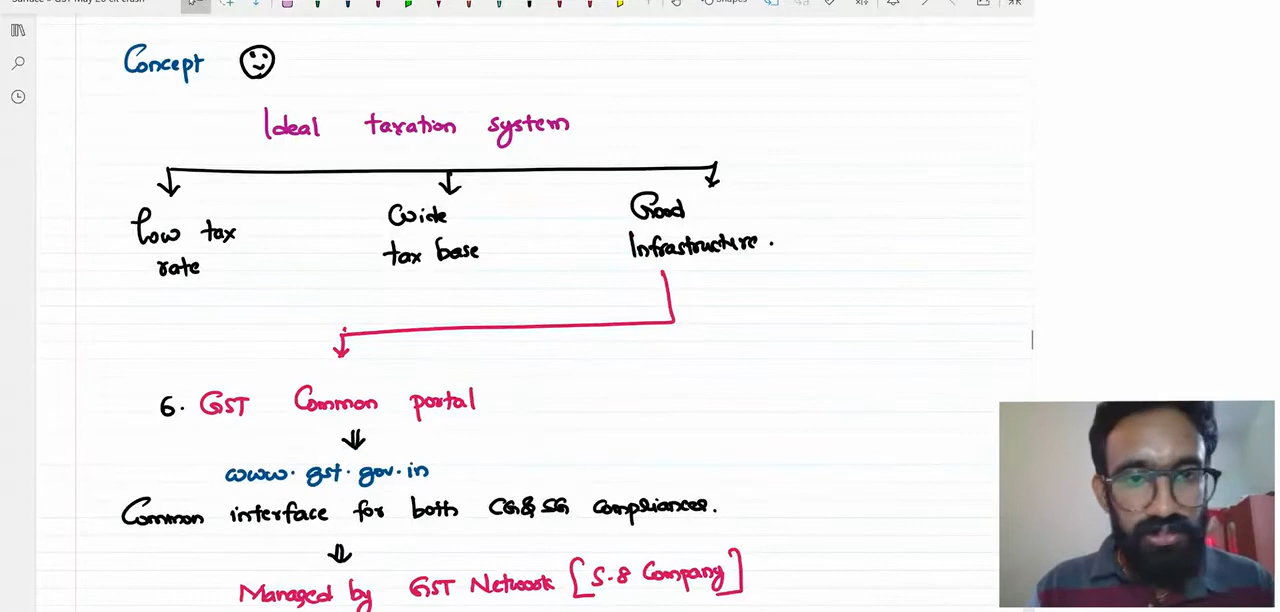 Concept
Ideal taxation system
Low tax rate
Wide tax base
Good Infrastructure.
6. GST Common portal
www.gst.gov.in
Common interface for both CG&SG compliances.
Managed by GST Network [S-8 Company]